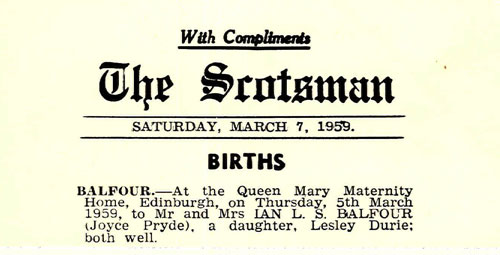 With Compliments
The Scotsman
SATURDAY, MARCH 7, 1959.
BIRTHS
BALFOUR.—At the Queen Mary Maternity
Home, Edinburgh, on Thursday, 5th March
1959, to Mr and Mrs IAN L. S. BALFOUR
(Joyce Pryde), a daughter, Lesley Durie;
both well.